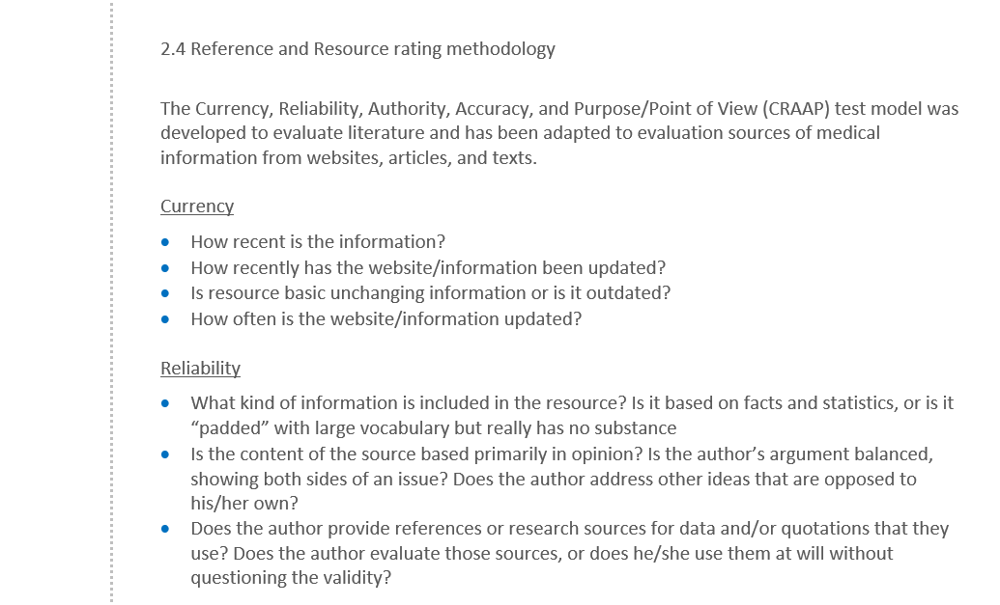 2.4 Reference and Resource rating methodology
The Currency, Reliability, Authority, Accuracy, and Purpose/Point of View (CRAAP) test model was
developed to evaluate literature and has been adapted to evaluation sources of medical
information from websites, articles, and texts.
Currency
• How recent is the information?
• How recently has the website/information been updated?
• Is resource basic unchanging information or is it outdated?
• How often is the website/information updated?
Reliability
• What kind of information is included in the resource? Is it based on facts and statistics, or is it
“padded” with large vocabulary but really has no substance
• Is the content of the source based primarily in opinion? Is the author’s argument balanced,
showing both sides of an issue? Does the author address other ideas that are opposed to
his/her own?
• Does the author provide references or research sources for data and/or quotations that they
use? Does the author evaluate those sources, or does he/she use them at will without
questioning the validity?